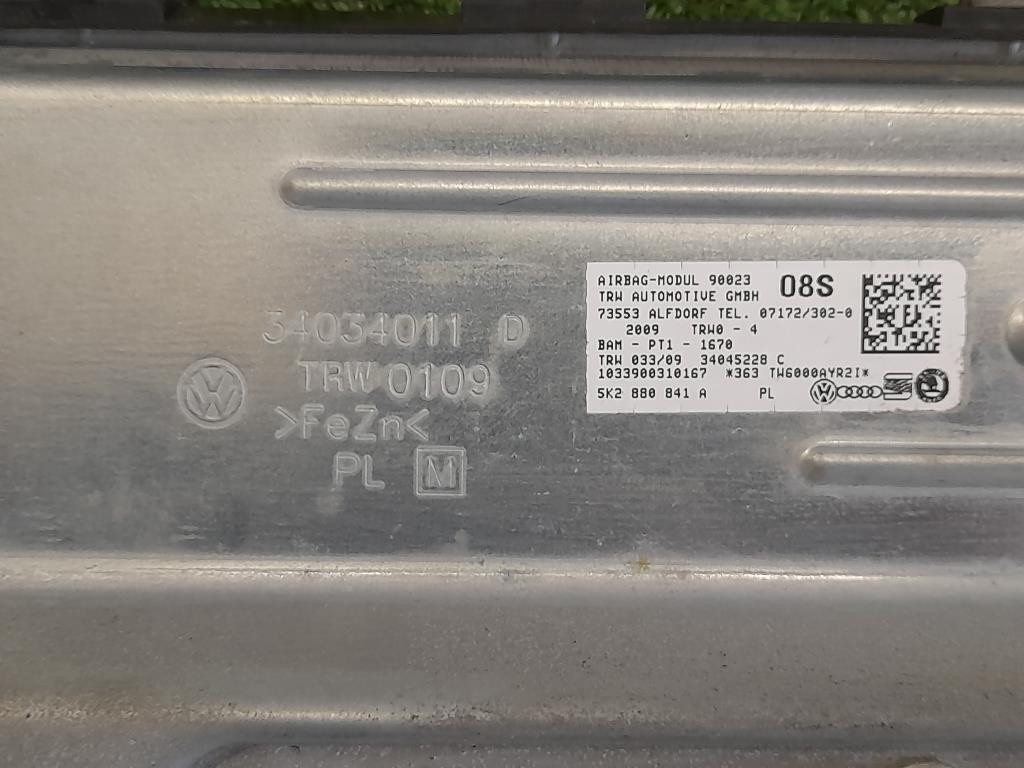 34034011 D
TRW 0109
>FeZn<
PL M
AIRBAG-MODUL 90023 08S
TRW AUTOMOTIVE GMBH
73553 ALFDORF TEL. 07172/302-0
2009 TRW0 - 4
BAM - PT1 - 1670
TRW 033/09 34045228 C
1033900310167 *363 TW6000AYR2I*
5K2 880 841 A PL